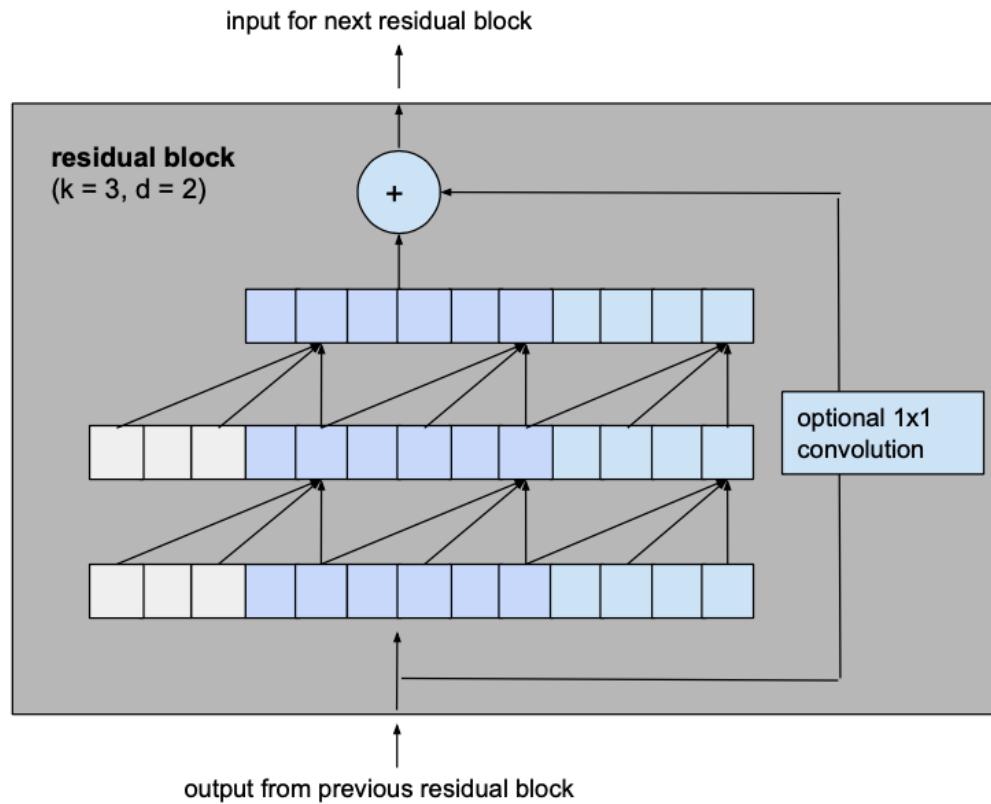 input for next residual block
residual block
(k = 3, d = 2)
+
optional 1x1
convolution
output from previous residual block